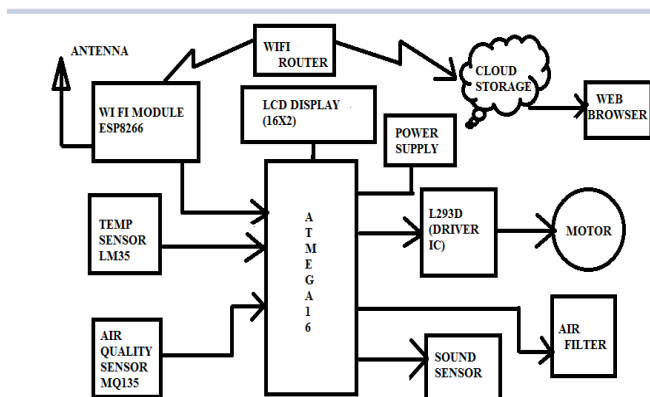 ANTENNA
WIFI
ROUTER
CLOUD
STORAGE
WEB
BROWSER
WI FI MODULE
ESP8266
LCD DISPLAY
(16X2)
POWER
SUPPLY
TEMP
SENSOR
LM35
A
T
M
E
G
A
1
6
L293D
(DRIVER
IC)
MOTOR
AIR
QUALITY
SENSOR
MQ135
SOUND
SENSOR
AIR
FILTER